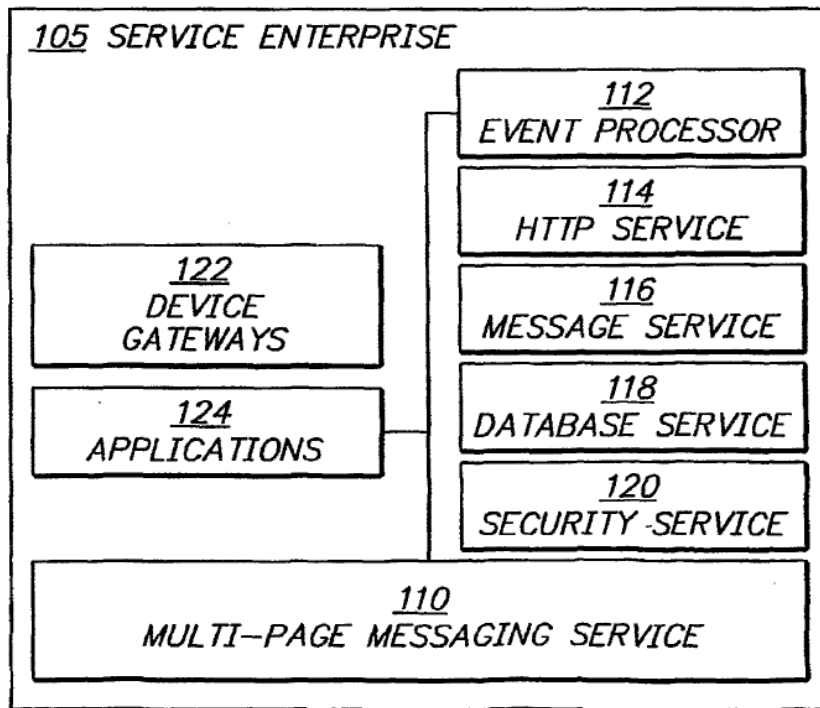 105 SERVICE ENTERPRISE
112
EVENT PROCESSOR
114
HTTP SERVICE
122
DEVICE
GATEWAYS
116
MESSAGE SERVICE
124
APPLICATIONS
118
DATABASE SERVICE
120
SECURITY-SERVICE
110
MULTI-PAGE MESSAGING SERVICE